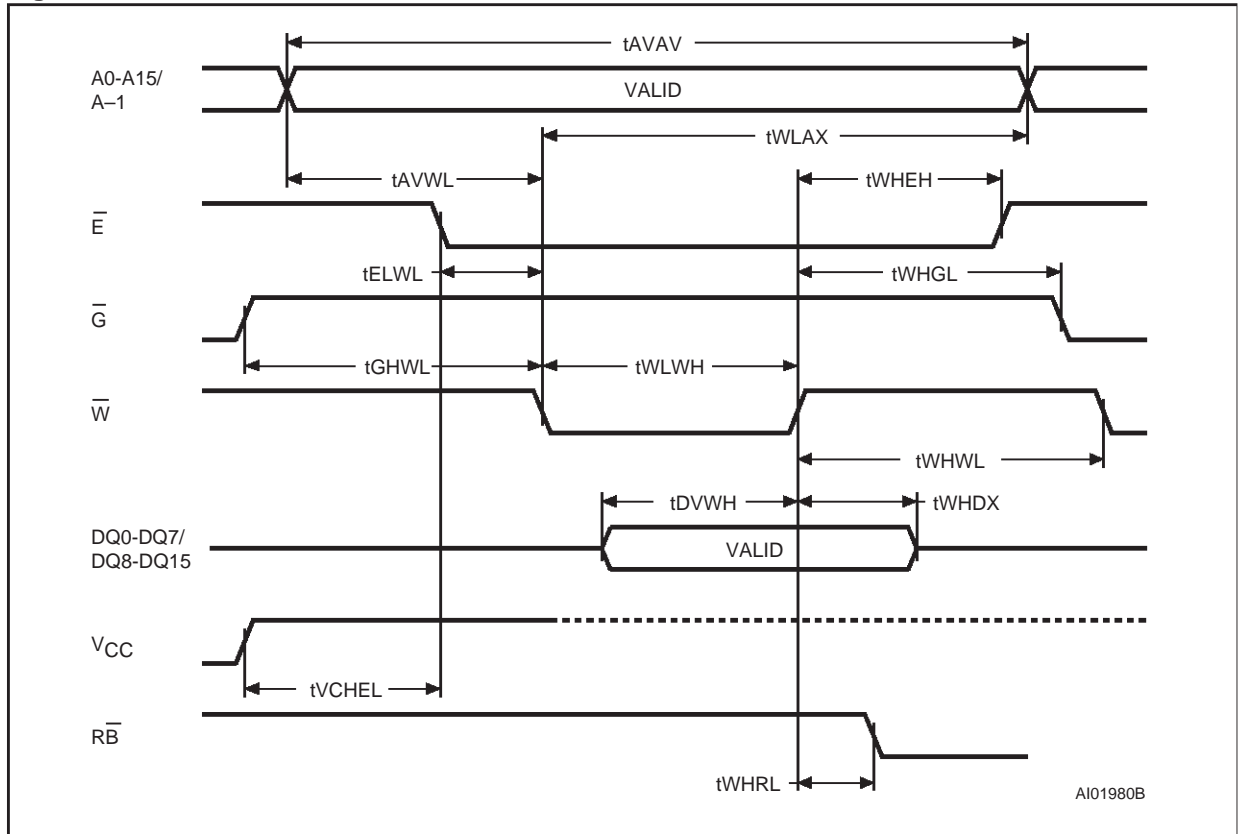 tAVAV
A0-A15/
A–1
VALID
tWLAX
tAVWL
tWHEH
E̅
tELWL
tWHGL
G̅
tGHWL
tWLWH
W̅
tWHWL
tDVWH
tWHDX
DQ0-DQ7/
DQ8-DQ15
VALID
VCC
tVCHEL
RB̅
tWHRL
AI01980B